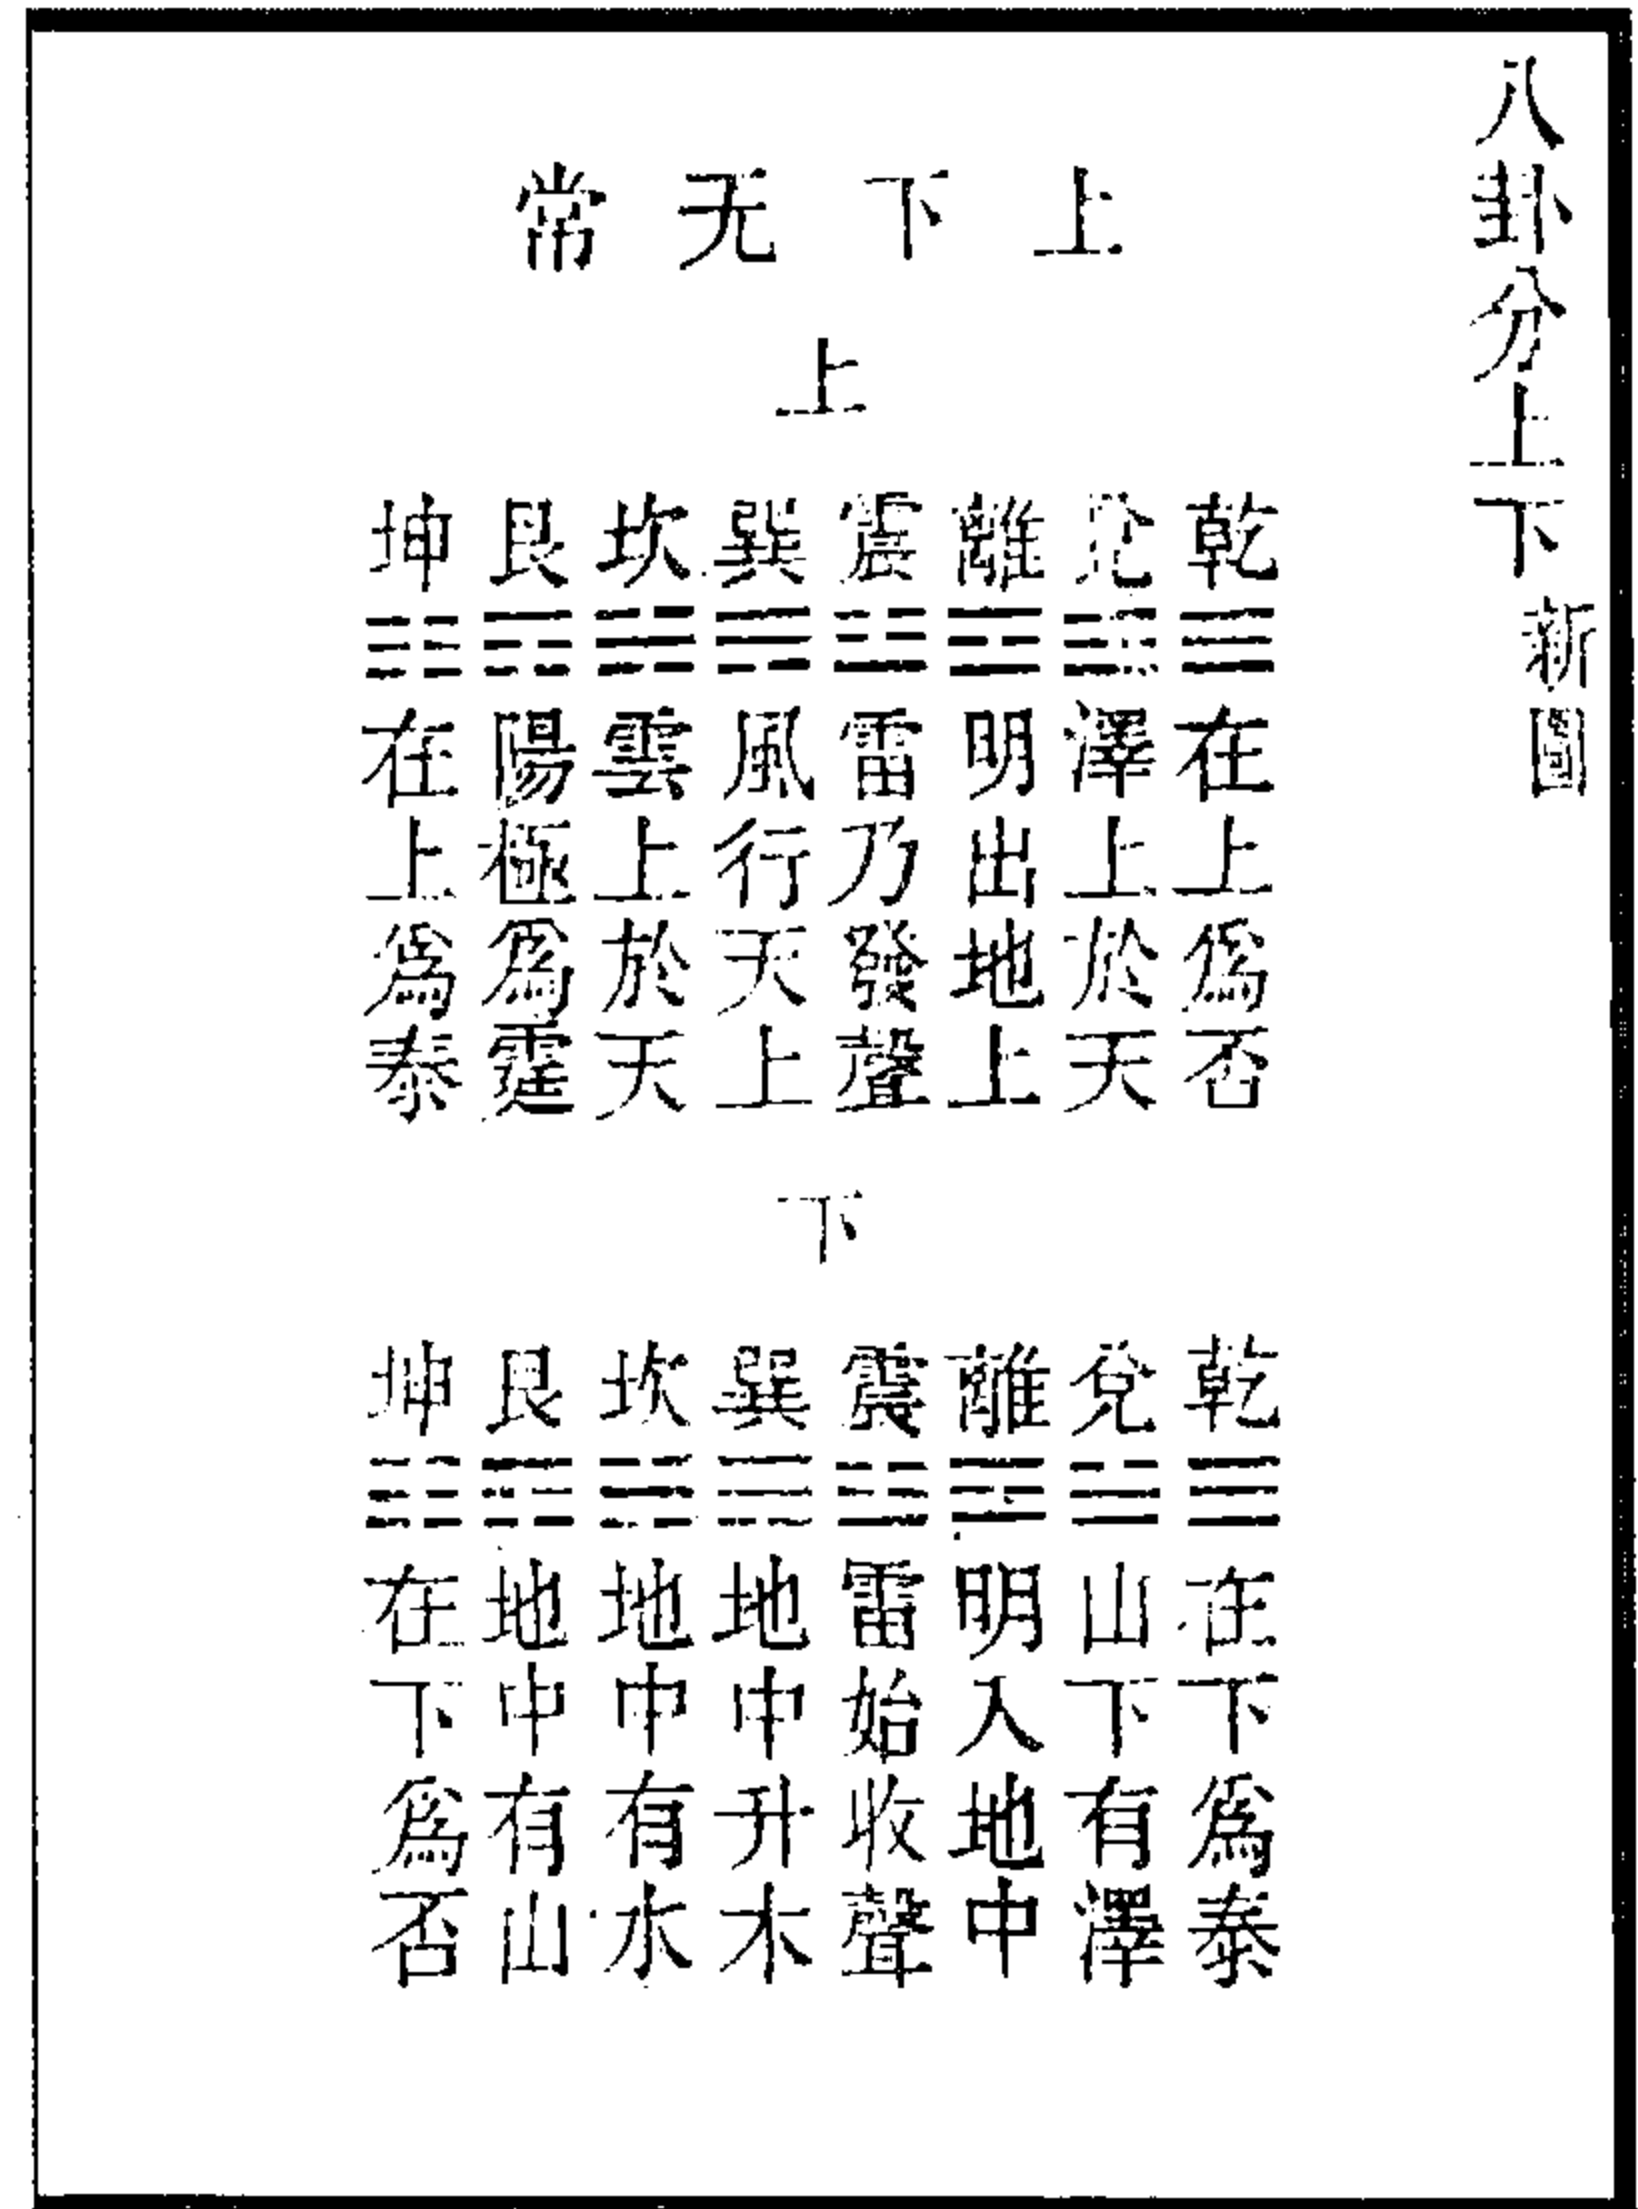 八卦分上下 新圖
上下无常
上
乾☰在上爲否
兌☱澤上於天
離☲明出地上
震☳雷乃發聲
巽☴風行天上
坎☵雲上於天
艮☶陽極爲霆
坤☷在上爲泰
下
乾☰在下爲泰
兌☱山下有澤
離☲明入地中
震☳雷始收聲
巽☴地中升木
坎☵地中有水
艮☶地中有山
坤☷在下爲否